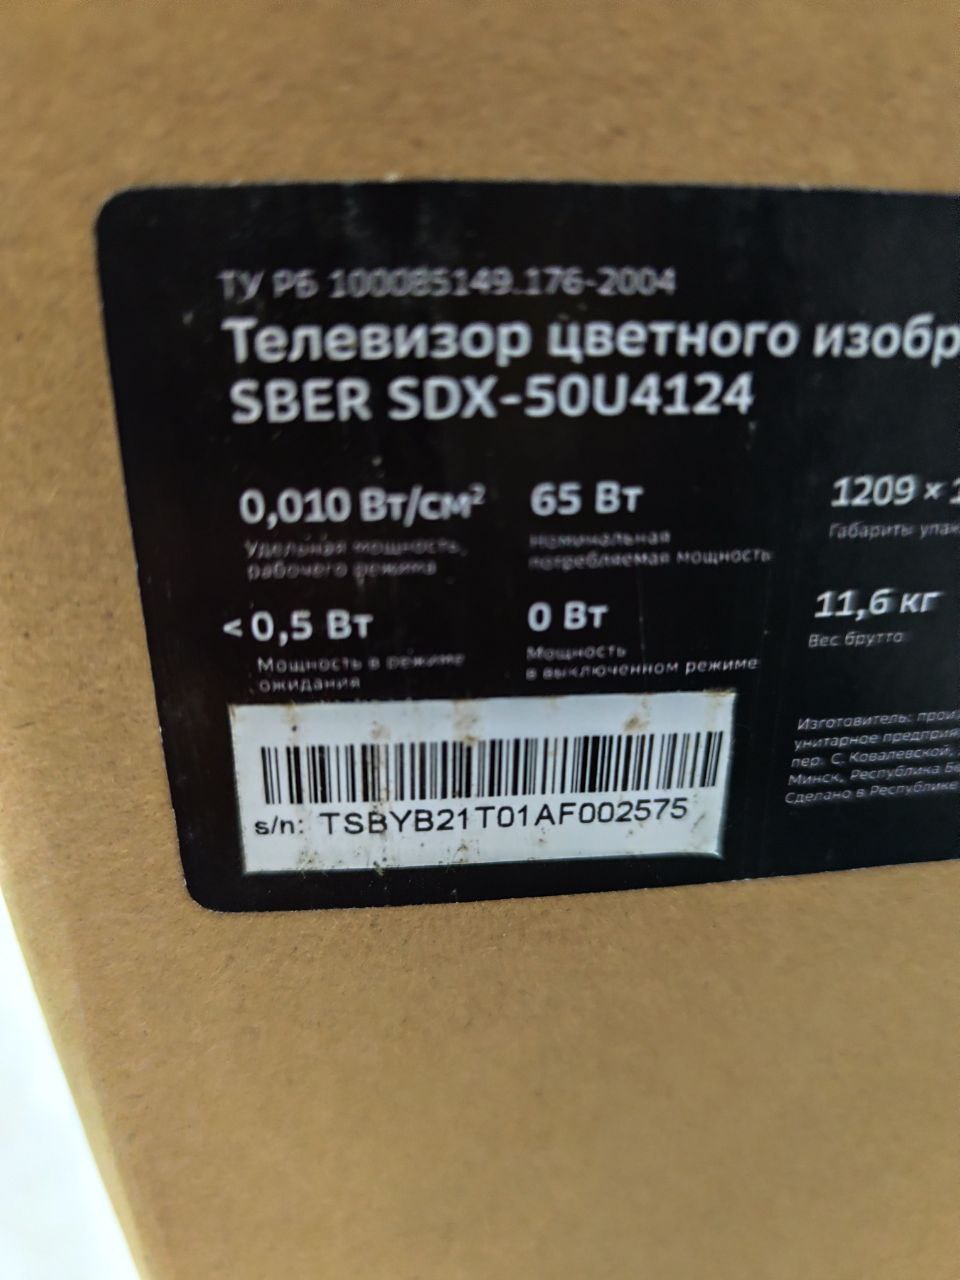 ТУ РБ 100085149.176-2004
Телевизор цветного изобр
SBER SDX-50U4124
0,010 Вт/см²
Удельная мощность,
рабочего режима
65 Вт
Номинальная
потребляемая мощность
1209 × 1
Габариты упак
< 0,5 Вт
Мощность в режиме
ожидания
0 Вт
Мощность
в выключенном режиме
11,6 кг
Вес брутто
Изготовитель: произ
унитарное предприя
пер. С. Ковалевской,
Минск, Республика Бе
Сделано в Республике
s/n: TSBYB21T01AF002575